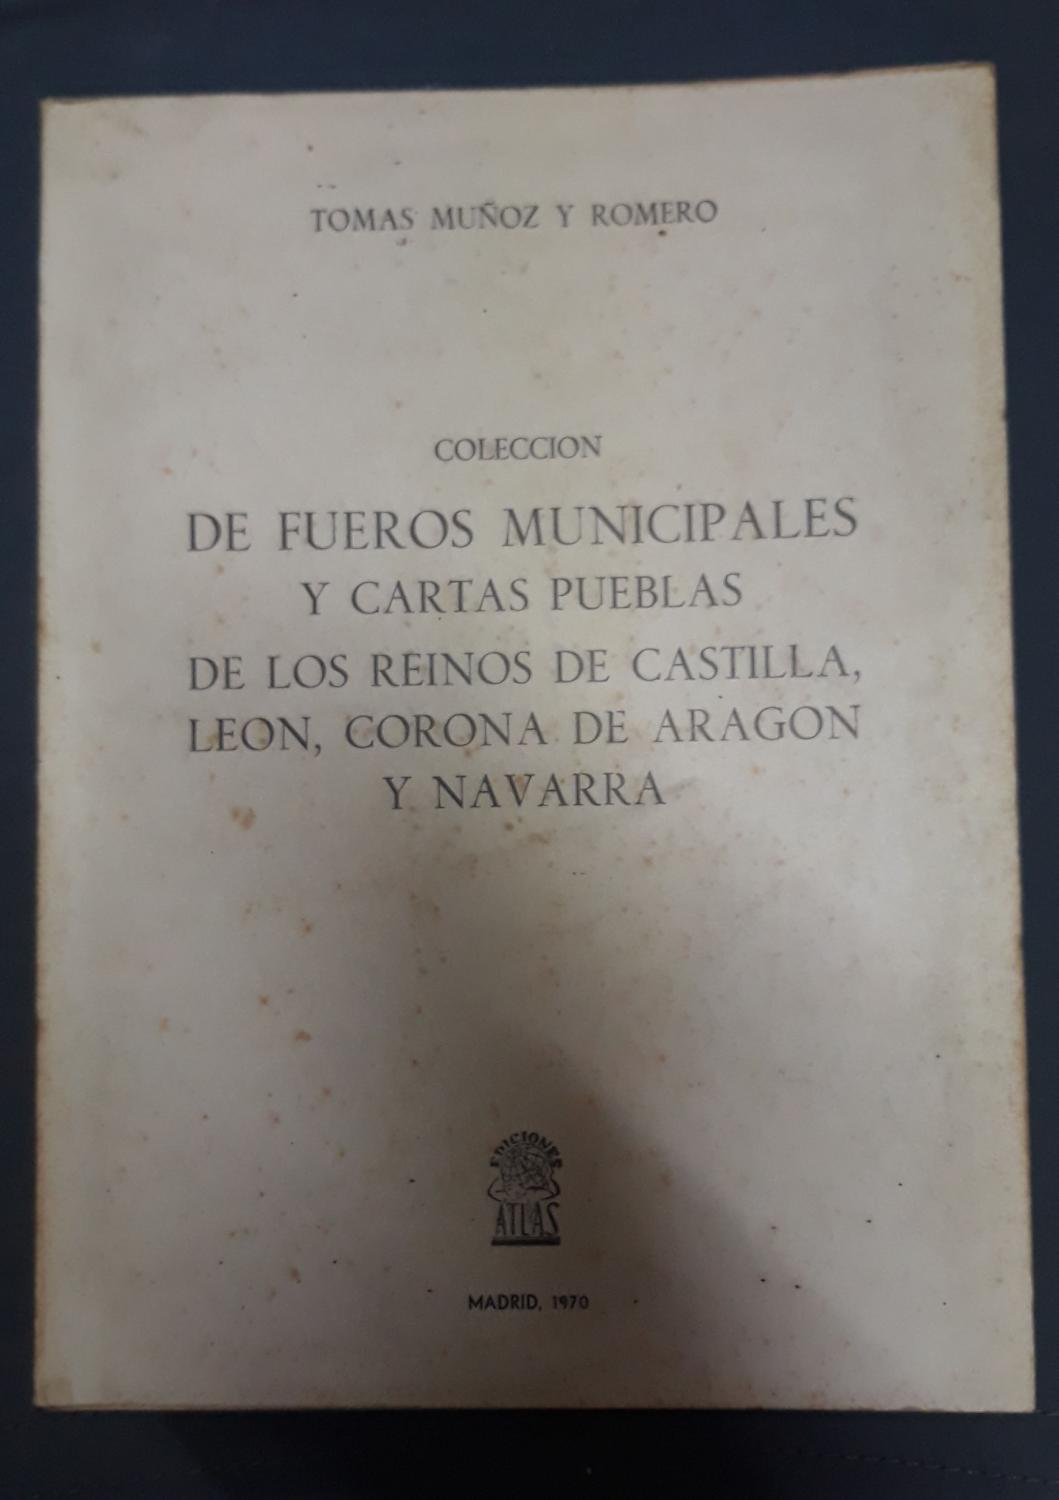 TOMAS MUÑOZ Y ROMERO
COLECCION
DE FUEROS MUNICIPALES
Y CARTAS PUEBLAS
DE LOS REINOS DE CASTILLA,
LEON, CORONA DE ARAGON
Y NAVARRA
EDICIONES
ATLAS
MADRID, 1970